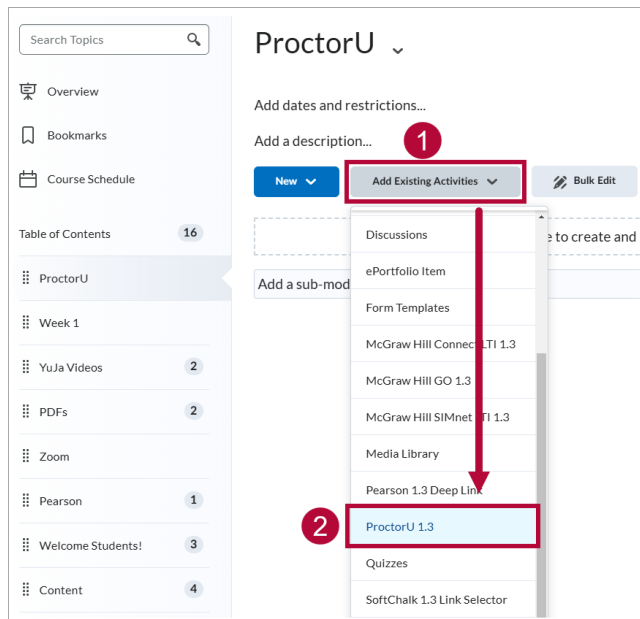 Search Topics
Overview
Bookmarks
Course Schedule
Table of Contents 16
ProctorU
Week 1
YuJa Videos 2
PDFs 2
Zoom
Pearson 1
Welcome Students! 3
Content 4
ProctorU
Add dates and restrictions...
Add a description...
1
New
Add Existing Activities
Bulk Edit
e to create and
Add a sub-mod
Discussions
ePortfolio Item
Form Templates
McGraw Hill Connect LTI 1.3
McGraw Hill GO 1.3
McGraw Hill SIMnet LTI 1.3
Media Library
Pearson 1.3 Deep Link
2
ProctorU 1.3
Quizzes
SoftChalk 1.3 Link Selector